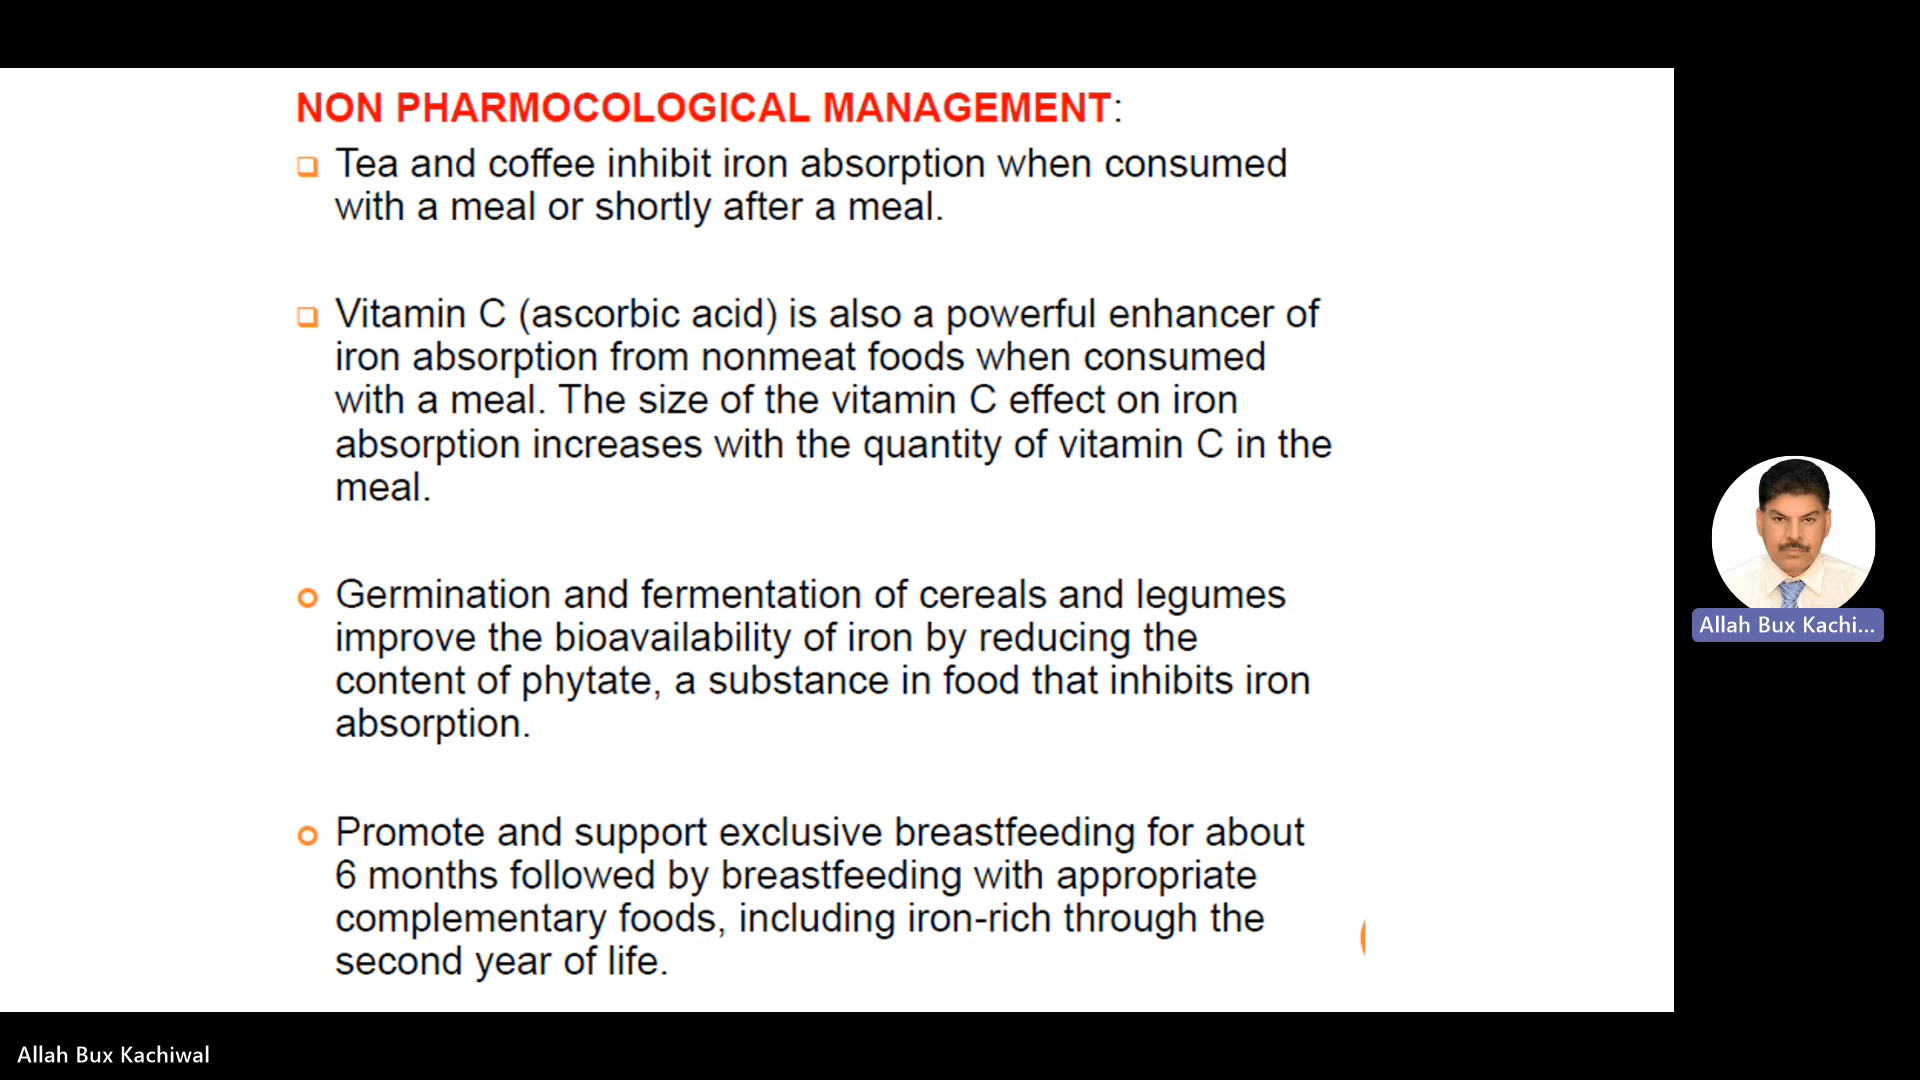 NON PHARMOCOLOGICAL MANAGEMENT:
Tea and coffee inhibit iron absorption when consumed
with a meal or shortly after a meal.
Vitamin C (ascorbic acid) is also a powerful enhancer of
iron absorption from nonmeat foods when consumed
with a meal. The size of the vitamin C effect on iron
absorption increases with the quantity of vitamin C in the
meal.
Germination and fermentation of cereals and legumes
improve the bioavailability of iron by reducing the
content of phytate, a substance in food that inhibits iron
absorption.
Promote and support exclusive breastfeeding for about
6 months followed by breastfeeding with appropriate
complementary foods, including iron-rich through the
second year of life.
Allah Bux Kachi...
Allah Bux Kachiwal